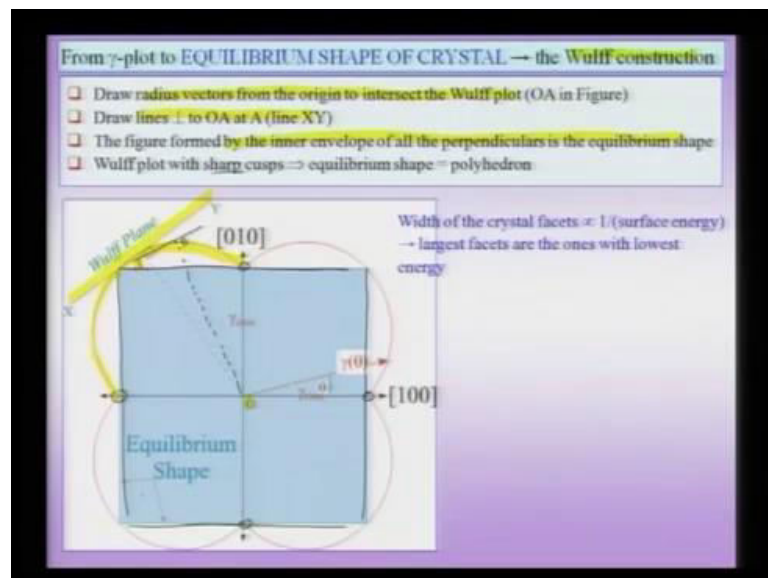 From γ-plot to EQUILIBRIUM SHAPE OF CRYSTAL → the Wulff construction
❑ Draw radius vectors from the origin to intersect the Wulff plot (OA in Figure)
❑ Draw lines ⊥ to OA at A (line XY)
❑ The figure formed by the inner envelope of all the perpendiculars is the equilibrium shape
❑ Wulff plot with sharp cusps ⇒ equilibrium shape = polyhedron
Width of the crystal facets ∝ 1/(surface energy)
→ largest facets are the ones with lowest
energy
Y
Wulff Plane
[010]
X
γ(θ)
θ
[100]
Equilibrium
Shape